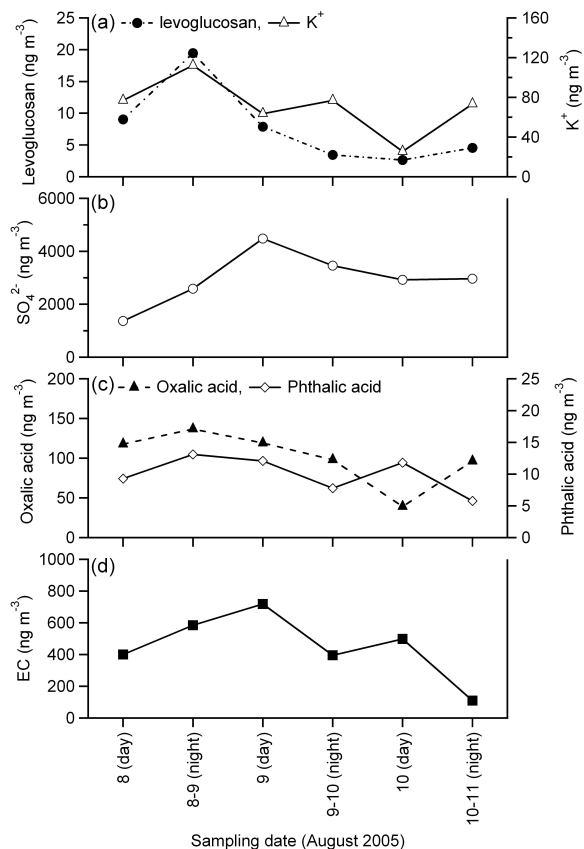 (a) levoglucosan, K⁺
Levoglucosan (ng m⁻³)
25
20
15
10
5
0
160
120
80
40
0
K⁺ (ng m⁻³)
(b)
SO₄²⁻ (ng m⁻³)
6000
4000
2000
0
(c) Oxalic acid, Phthalic acid
Oxalic acid (ng m⁻³)
200
150
100
50
0
25
20
15
10
5
0
Phthalic acid (ng m⁻³)
(d)
EC (ng m⁻³)
1000
800
600
400
200
0
8 (day)
8-9 (night)
9 (day)
9-10 (night)
10 (day)
10-11 (night)
Sampling date (August 2005)